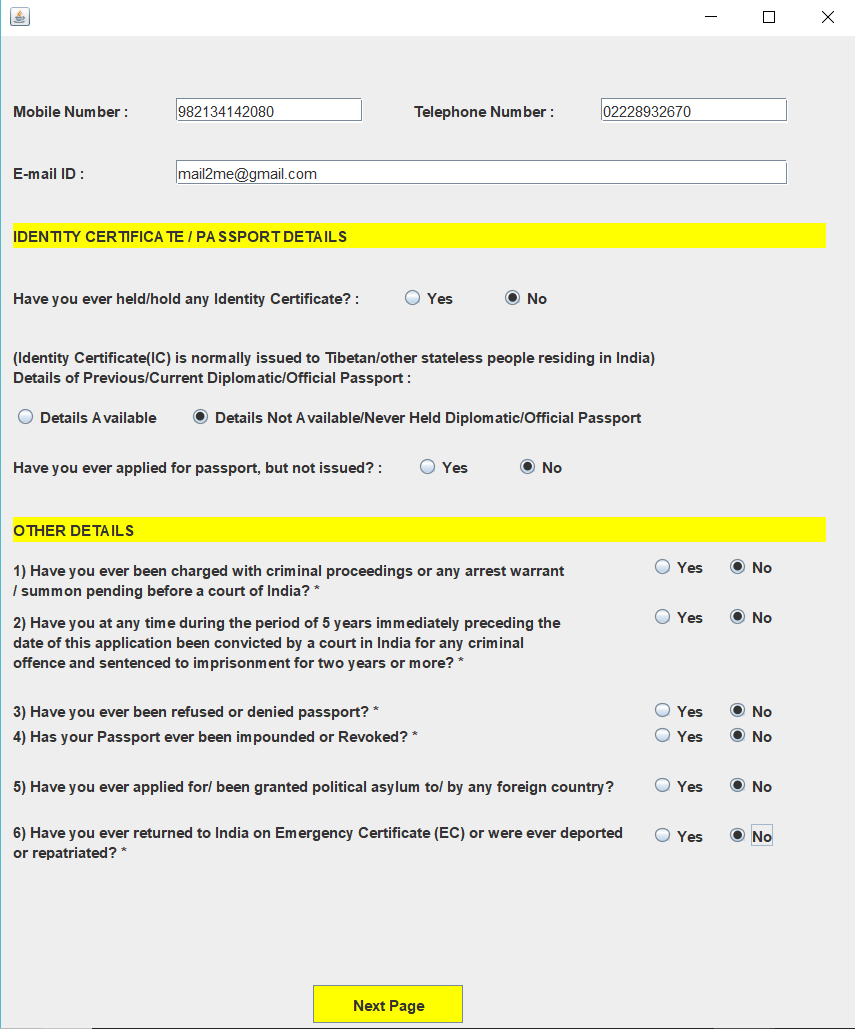 Mobile Number : 982134142080 Telephone Number : 02228932670
E-mail ID : mail2me@gmail.com
IDENTITY CERTIFICATE / PASSPORT DETAILS
Have you ever held/hold any Identity Certificate? : Yes No
(Identity Certificate(IC) is normally issued to Tibetan/other stateless people residing in India)
Details of Previous/Current Diplomatic/Official Passport :
Details Available Details Not Available/Never Held Diplomatic/Official Passport
Have you ever applied for passport, but not issued? : Yes No
OTHER DETAILS
1) Have you ever been charged with criminal proceedings or any arrest warrant Yes No
/ summon pending before a court of India? *
2) Have you at any time during the period of 5 years immediately preceding the Yes No
date of this application been convicted by a court in India for any criminal
offence and sentenced to imprisonment for two years or more? *
3) Have you ever been refused or denied passport? * Yes No
4) Has your Passport ever been impounded or Revoked? * Yes No
5) Have you ever applied for/ been granted political asylum to/ by any foreign country? Yes No
6) Have you ever returned to India on Emergency Certificate (EC) or were ever deported Yes No
or repatriated? *
Next Page